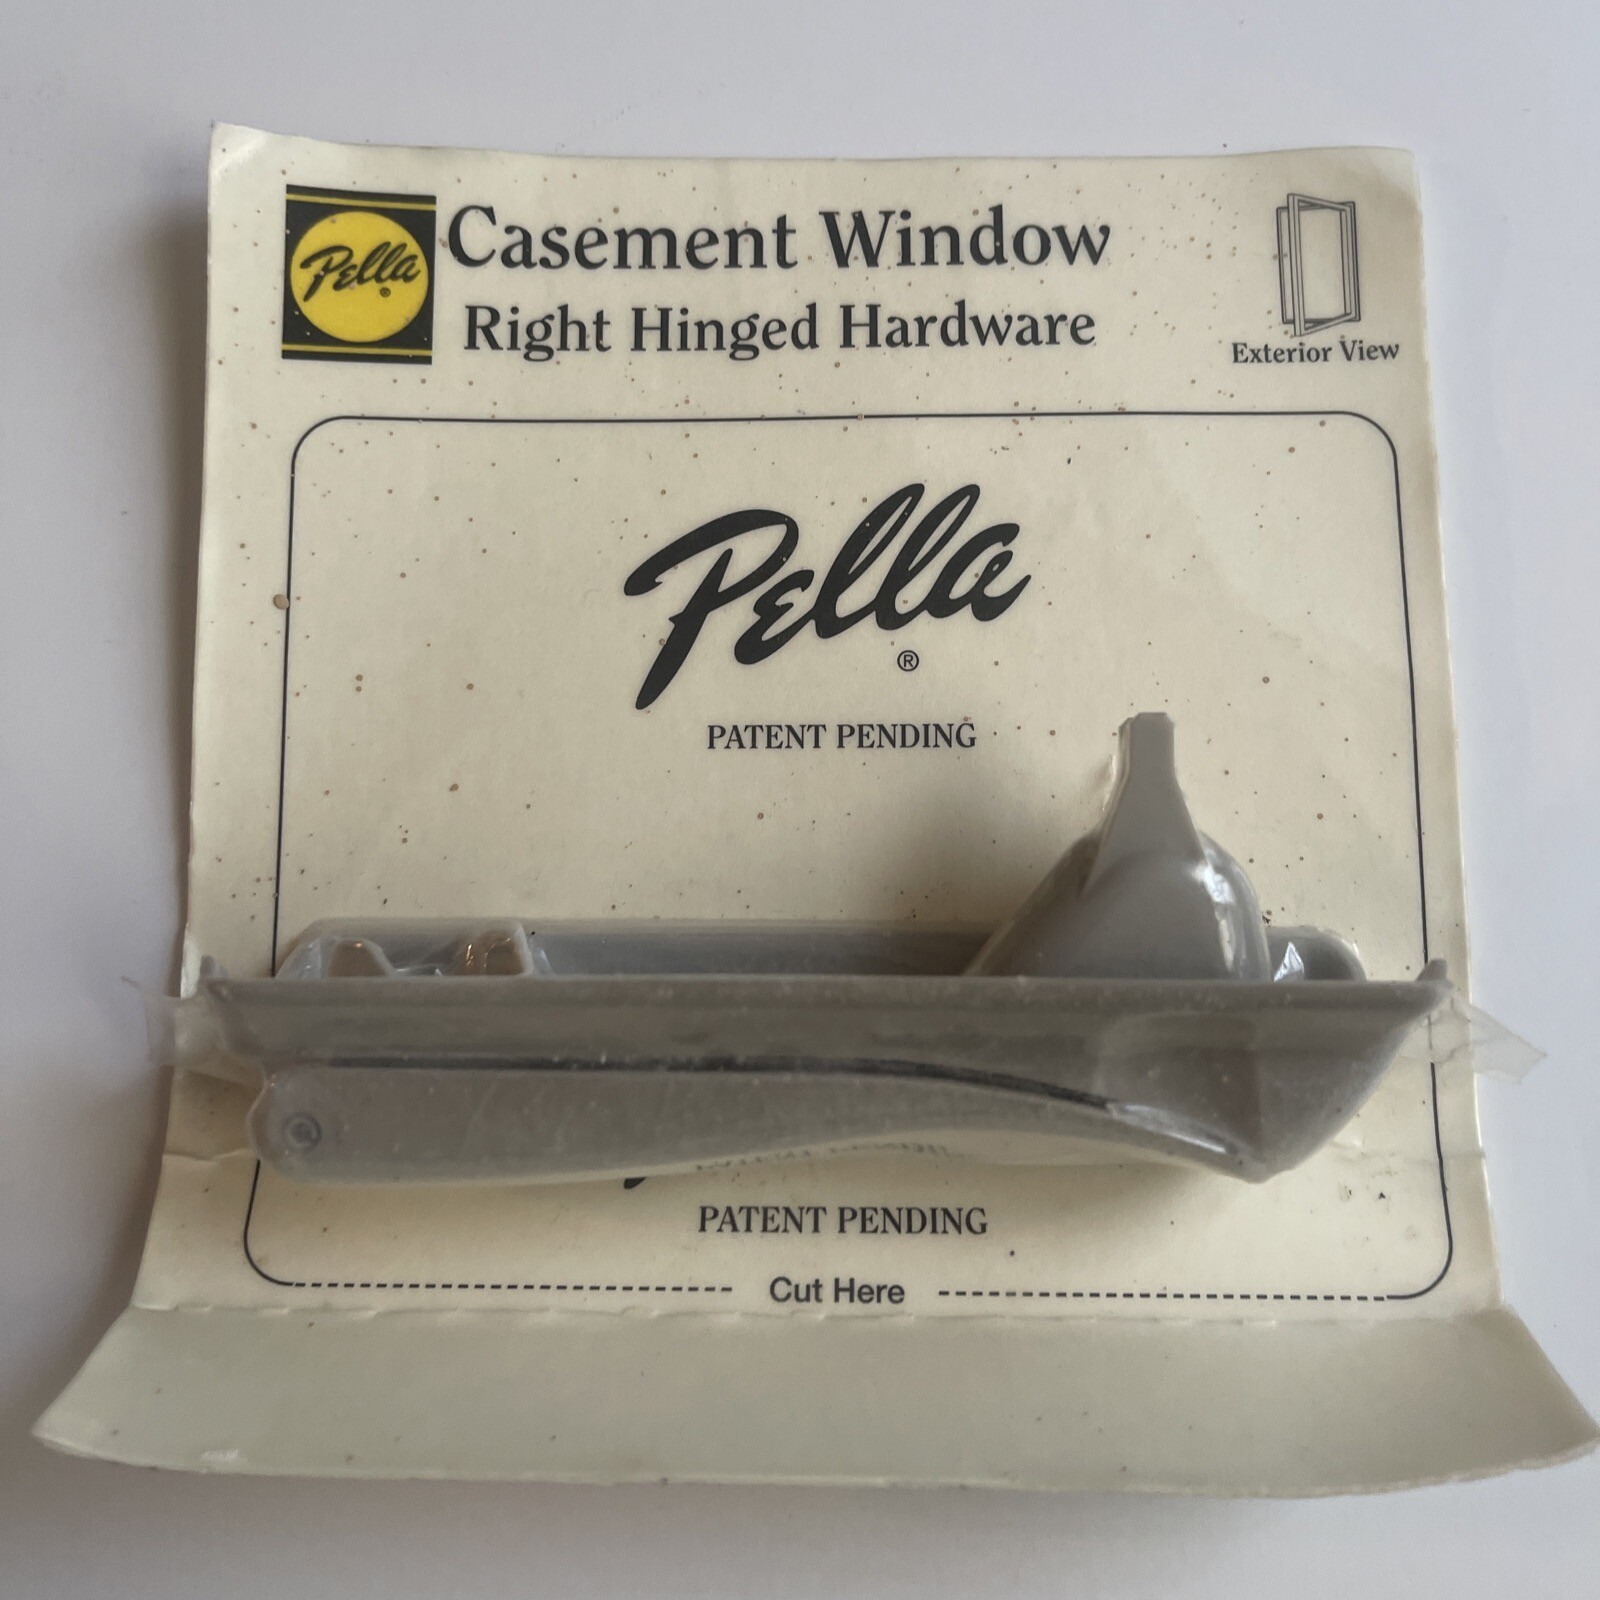 Pella®
Casement Window
Right Hinged Hardware
Exterior View
Pella
®
PATENT PENDING
PATENT PENDING
Cut Here